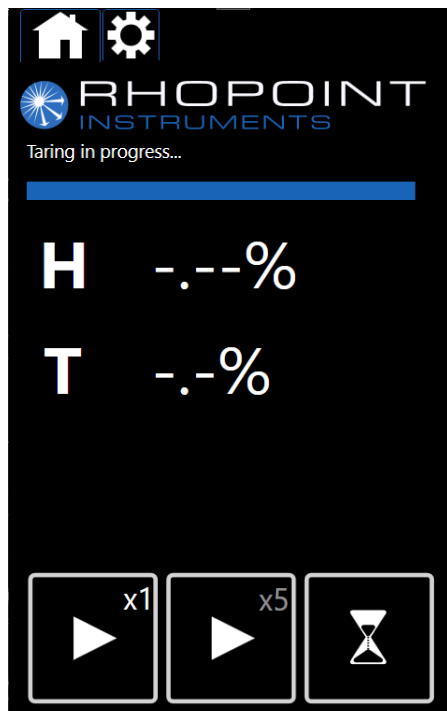 RHOPOINT
INSTRUMENTS
Taring in progress...
H -.--%
T -.-%
x1 x5